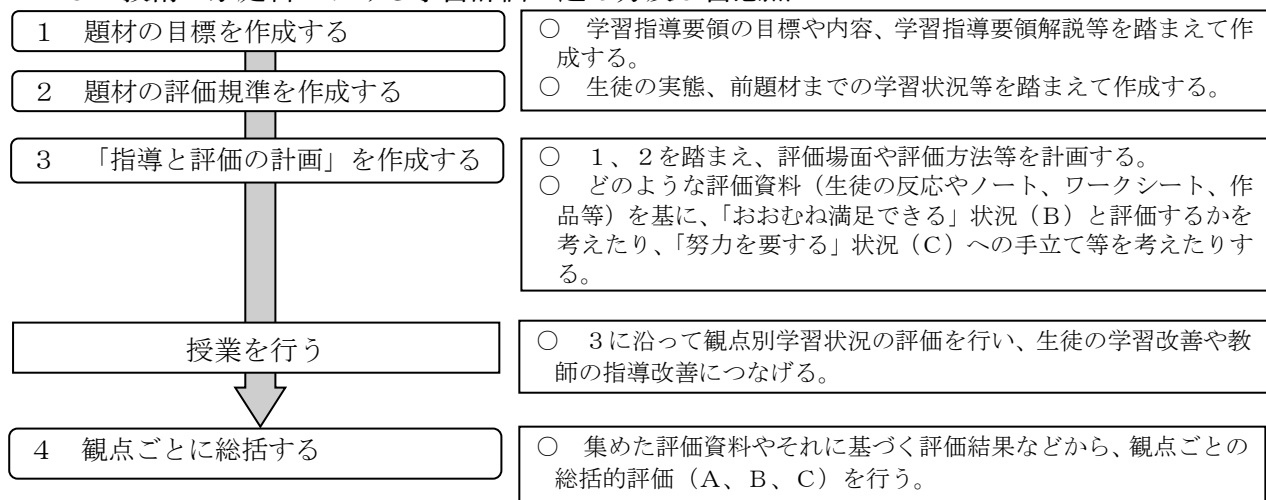 1 題材の目標を作成する
○ 学習指導要領の目標や内容、学習指導要領解説等を踏まえて作
成する。
○ 生徒の実態、前題材までの学習状況等を踏まえて作成する。
2 題材の評価規準を作成する
3 「指導と評価の計画」を作成する
○ 1、2を踏まえ、評価場面や評価方法等を計画する。
○ どのような評価資料(生徒の反応やノート、ワークシート、作
品等)を基に、「おおむね満足できる」状況(B)と評価するかを
考えたり、「努力を要する」状況(C)への手立て等を考えたりす
る。
授業を行う
○ 3に沿って観点別学習状況の評価を行い、生徒の学習改善や教
師の指導改善につなげる。
4 観点ごとに総括する
○ 集めた評価資料やそれに基づく評価結果などから、観点ごとの
総括的評価(A、B、C)を行う。